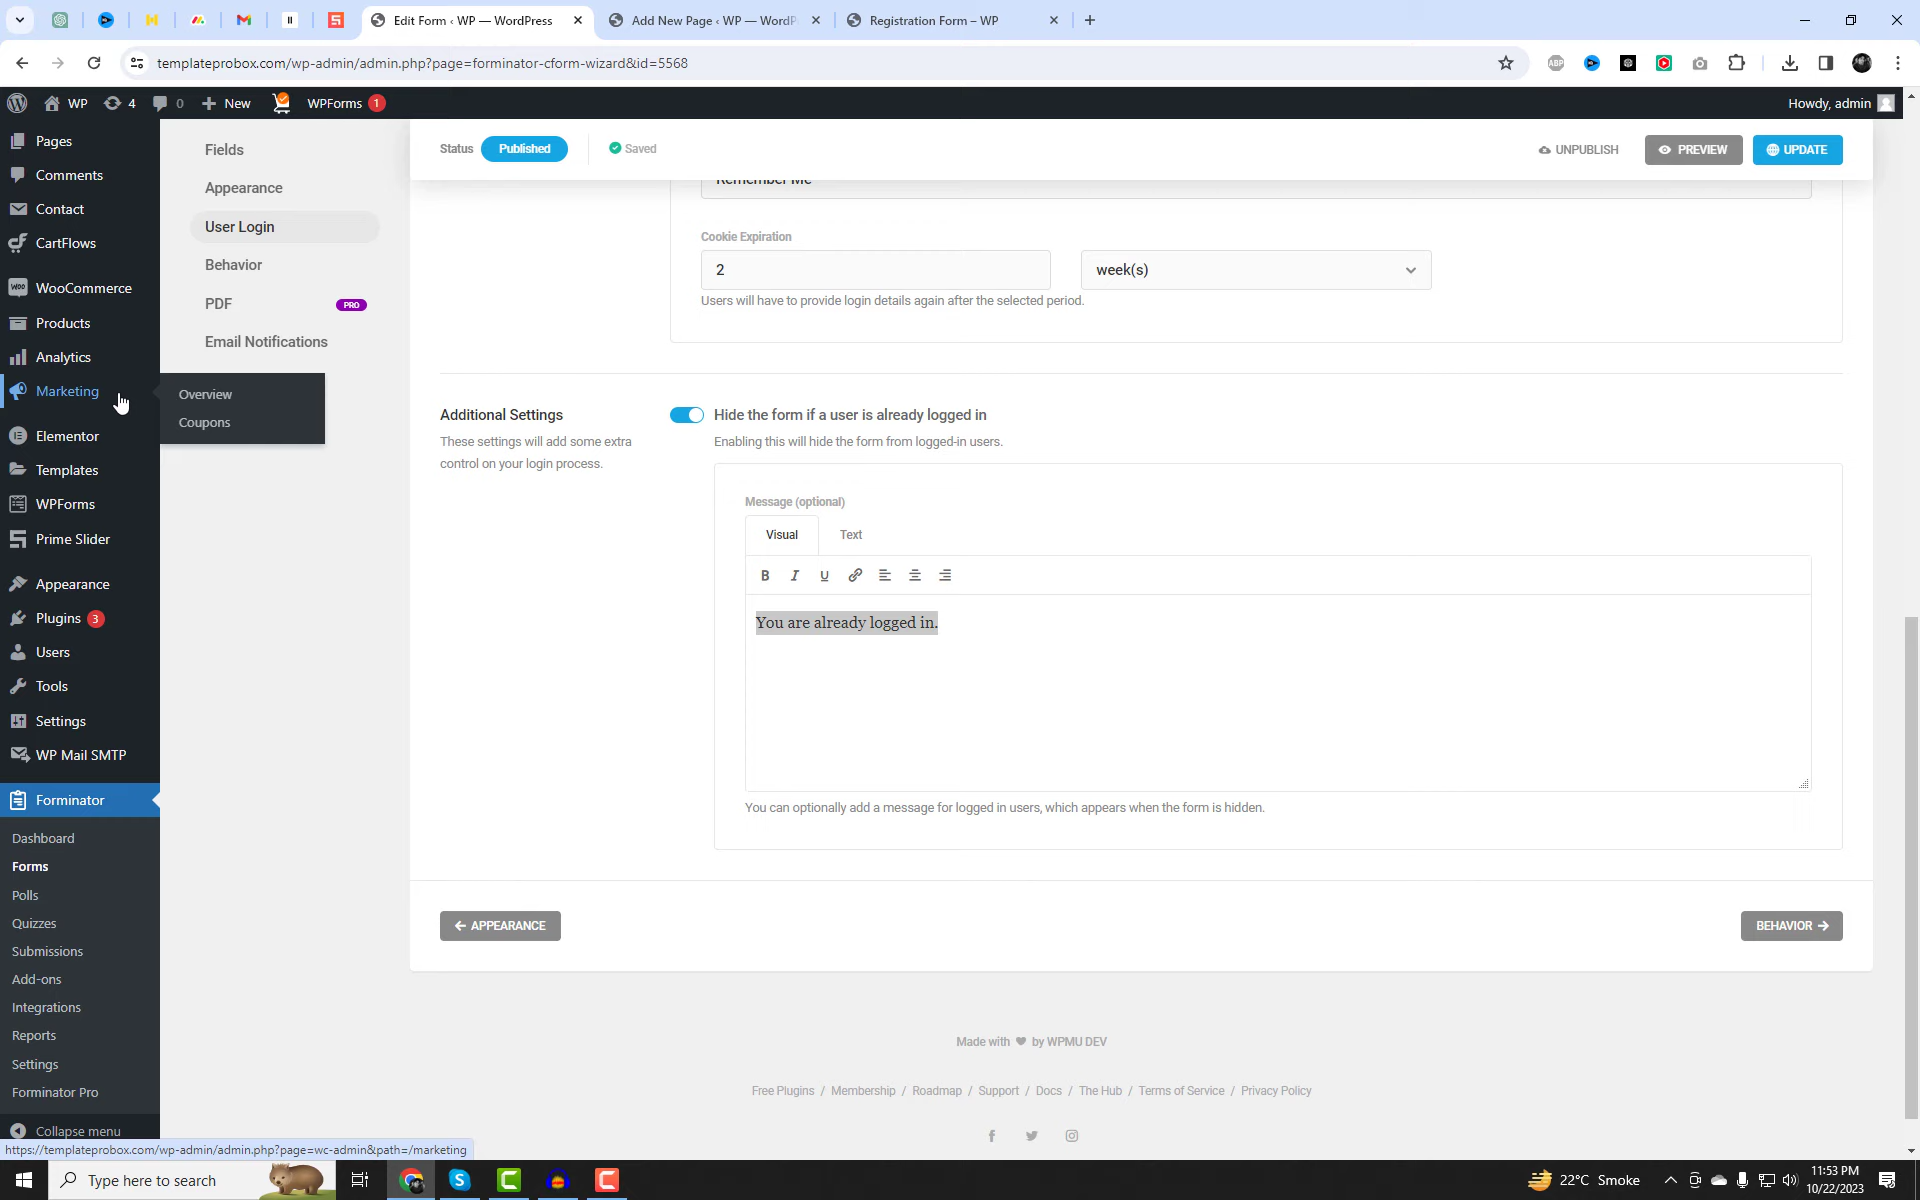 Edit Form ‹ WP — WordPress
Add New Page ‹ WP — WordP
Registration Form – WP
templateprobox.com/wp-admin/admin.php?page=forminator-cform-wizard&id=5568
ABP
WP
4
0
New
WPForms 1
Howdy, admin
Pages
Comments
Contact
CartFlows
WooCommerce
Products
Analytics
Marketing
Overview
Coupons
Elementor
Templates
WPForms
Prime Slider
Appearance
Plugins 3
Users
Tools
Settings
WP Mail SMTP
Forminator
Dashboard
Forms
Polls
Quizzes
Submissions
Add-ons
Integrations
Reports
Settings
Forminator Pro
Collapse menu
https://templateprobox.com/wp-admin/admin.php?page=wc-admin&path=/marketing
Fields
Appearance
User Login
Behavior
PDF PRO
Email Notifications
Status Published Saved
UNPUBLISH PREVIEW UPDATE
Remember Me
Cookie Expiration
2 week(s)
Users will have to provide login details again after the selected period.
Additional Settings
These settings will add some extra
control on your login process.
Hide the form if a user is already logged in
Enabling this will hide the form from logged-in users.
Message (optional)
Visual Text
B I U
You are already logged in.
You can optionally add a message for logged in users, which appears when the form is hidden.
APPEARANCE
BEHAVIOR
Made with ♥ by WPMU DEV
Free Plugins / Membership / Roadmap / Support / Docs / The Hub / Terms of Service / Privacy Policy
Type here to search
22°C Smoke
11:53 PM
10/22/2023